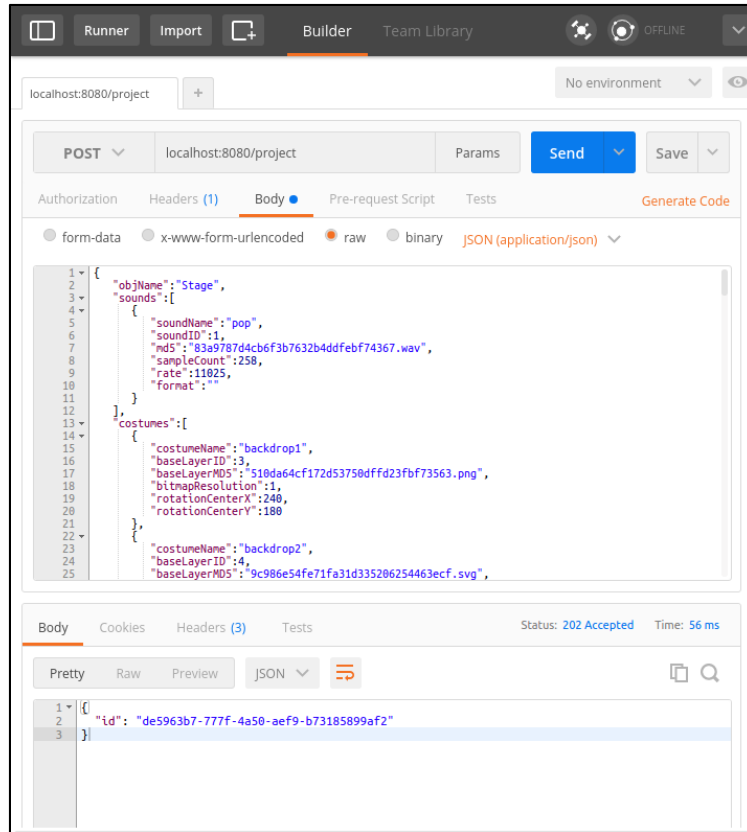 Runner Import Builder Team Library OFFLINE
localhost:8080/project + No environment
POST localhost:8080/project Params Send Save
Authorization Headers (1) Body Pre-request Script Tests Generate Code
form-data x-www-form-urlencoded raw binary JSON (application/json)
1 {
2 "objName":"Stage",
3 "sounds":[
4 {
5 "soundName":"pop",
6 "soundID":1,
7 "md5":"83a9787d4cb6f3b7632b4ddfebf74367.wav",
8 "sampleCount":258,
9 "rate":11025,
10 "format":""
11 }
12 ],
13 "costumes":[
14 {
15 "costumeName":"backdrop1",
16 "baseLayerID":3,
17 "baseLayerMD5":"510da64cf172d53750dffd23fbf73563.png",
18 "bitmapResolution":1,
19 "rotationCenterX":240,
20 "rotationCenterY":180
21 },
22 {
23 "costumeName":"backdrop2",
24 "baseLayerID":4,
25 "baseLayerMD5":"9c986e54fe71fa31d335206254463ecf.svg",
Body Cookies Headers (3) Tests Status: 202 Accepted Time: 56 ms
Pretty Raw Preview JSON
1 {
2 "id": "de5963b7-777f-4a50-aef9-b73185899af2"
3 }